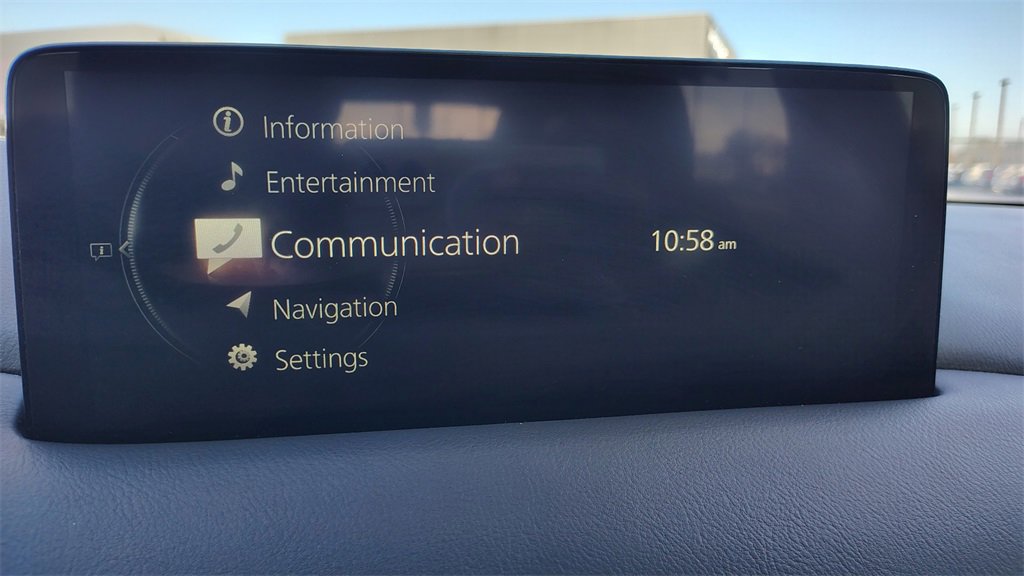 Information
Entertainment
Communication
10:58 am
Navigation
Settings